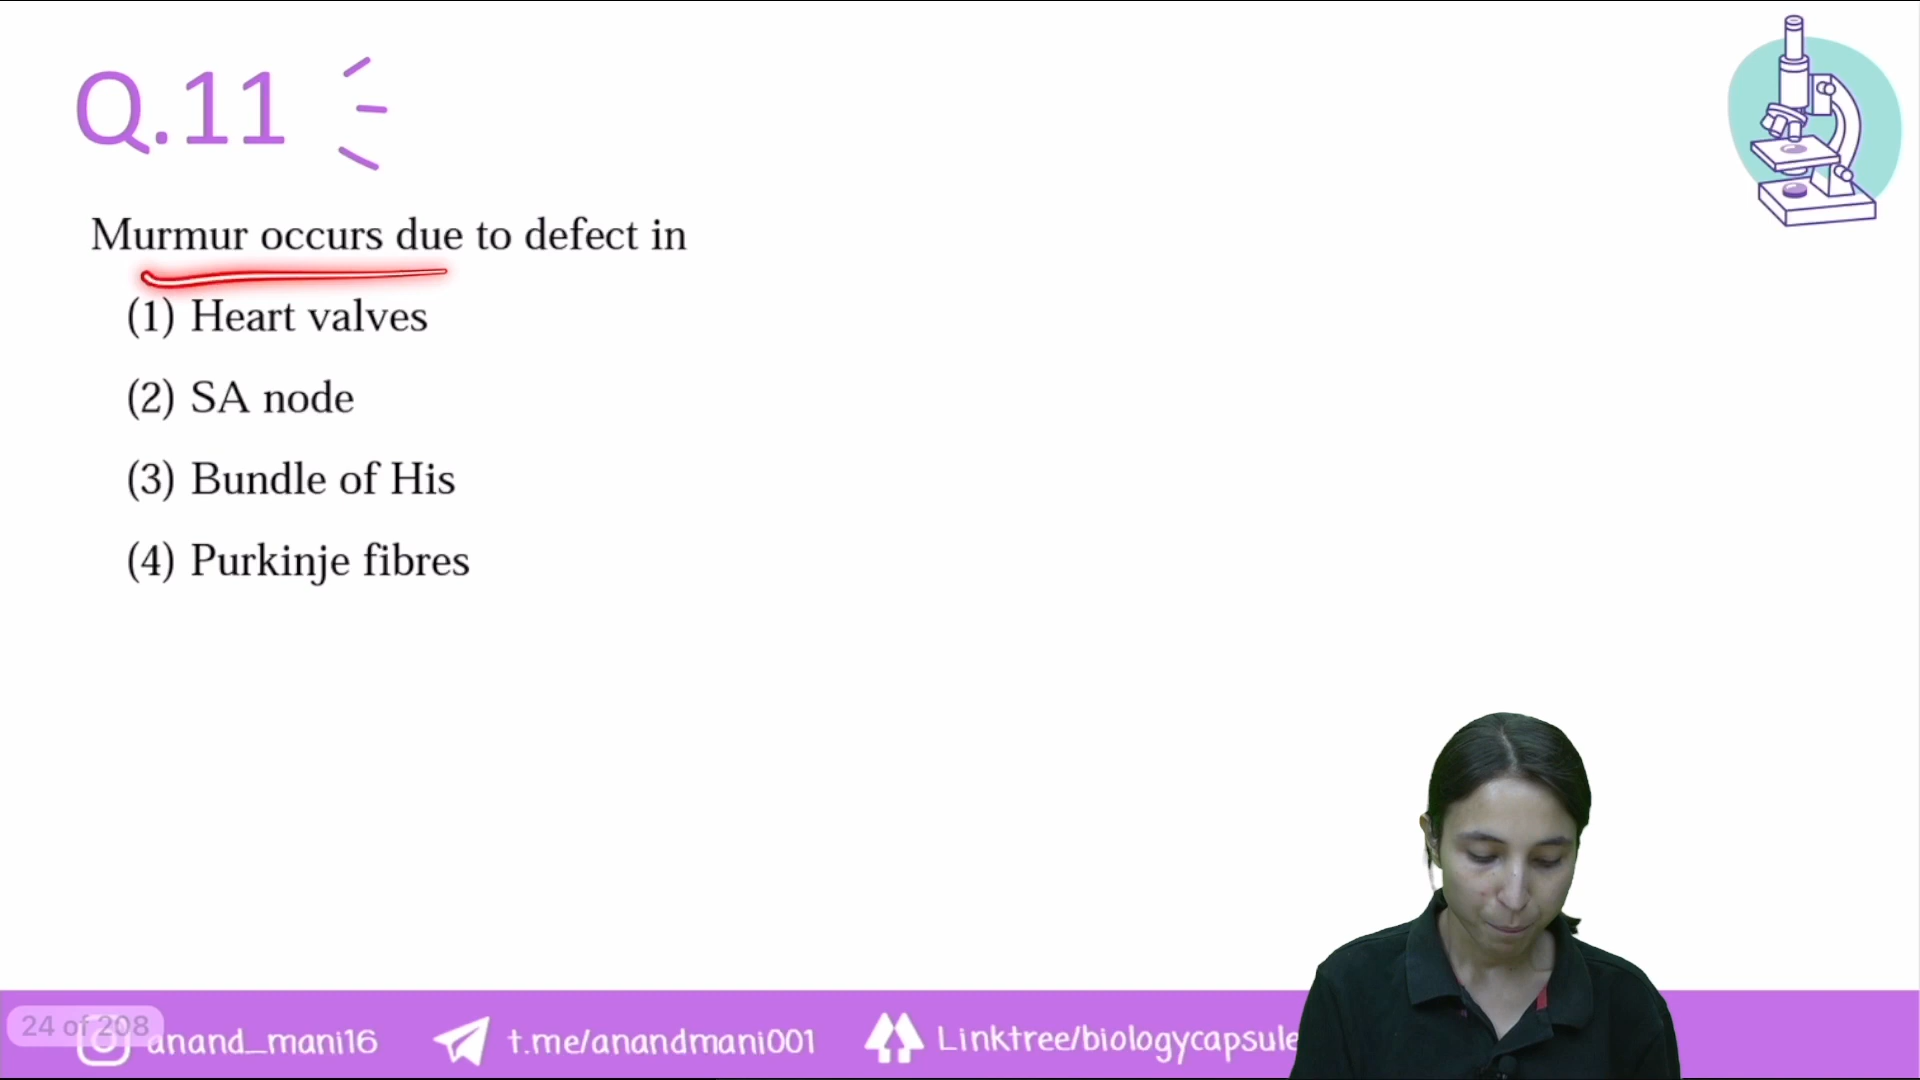 Q.11
Murmur occurs due to defect in
(1) Heart valves
(2) SA node
(3) Bundle of His
(4) Purkinje fibres
24 of 208
anand_mani16
t.me/anandmani001
Linktree/biologycapsule